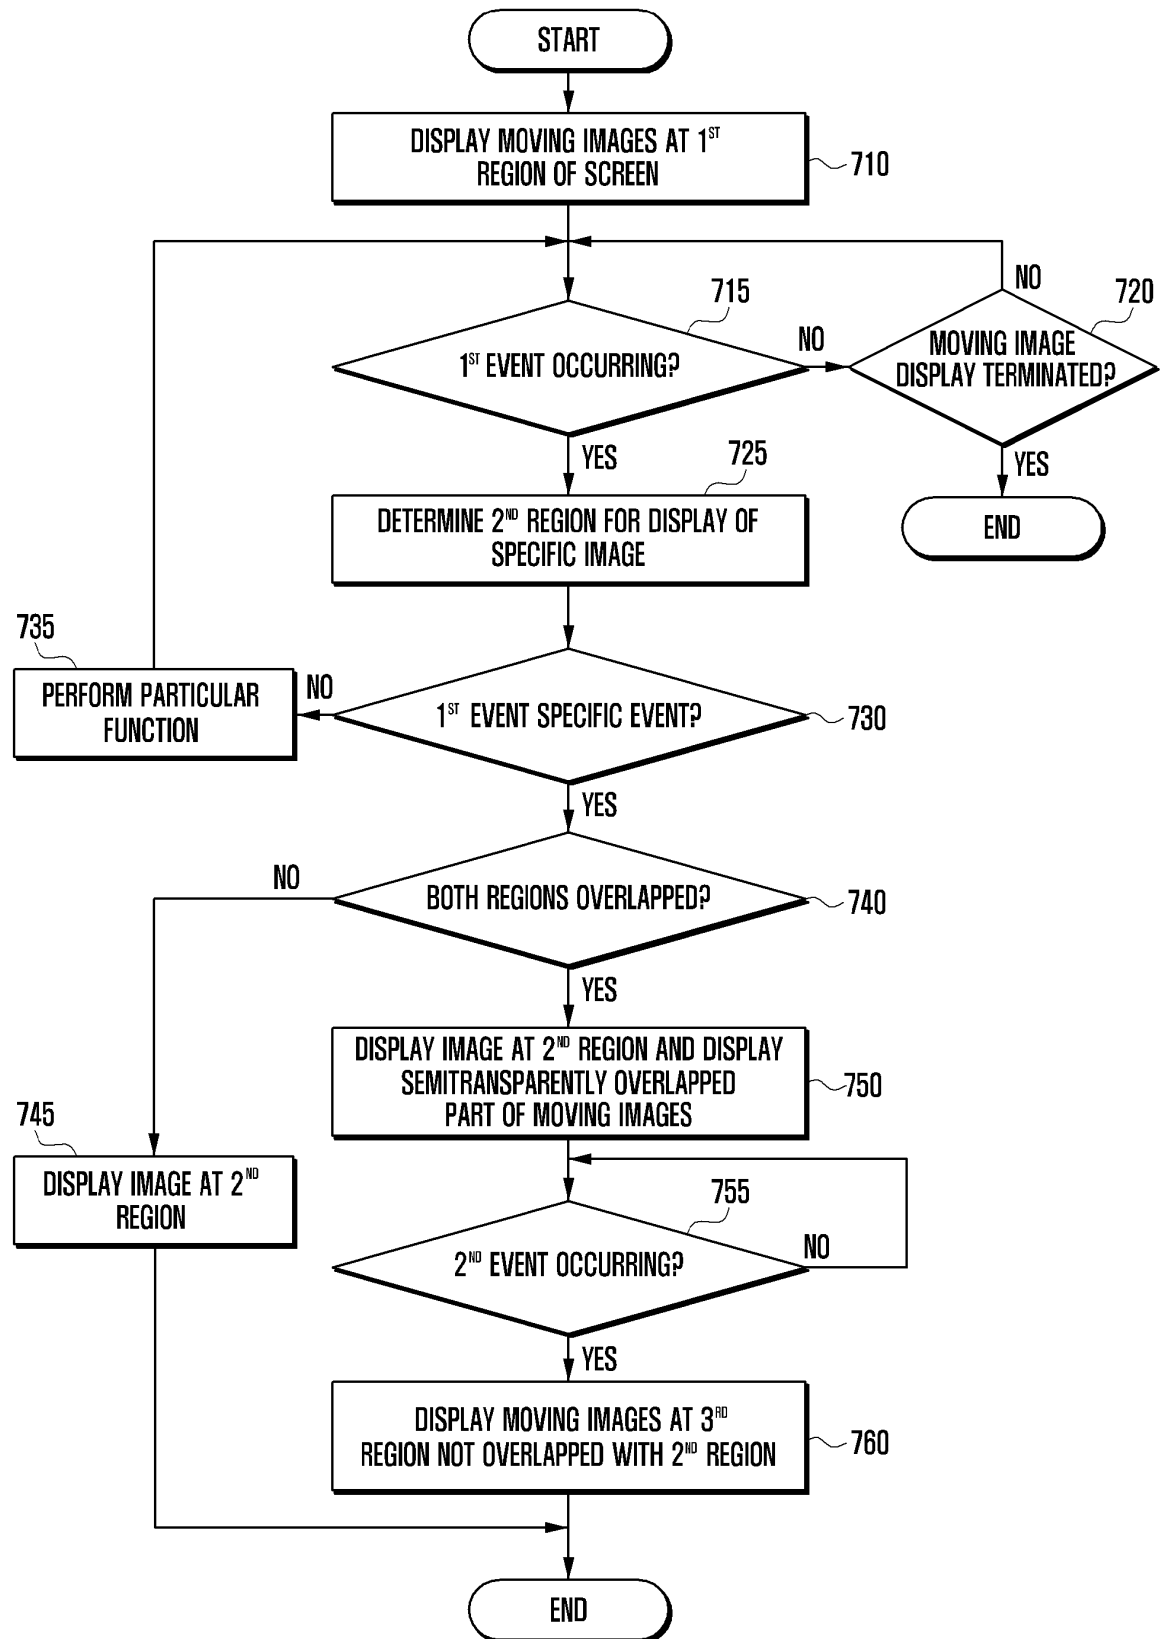 START
DISPLAY MOVING IMAGES AT 1ST
REGION OF SCREEN
710
NO
715
720
1ST EVENT OCCURRING?
NO
MOVING IMAGE
DISPLAY TERMINATED?
YES
YES
725
DETERMINE 2ND REGION FOR DISPLAY OF
SPECIFIC IMAGE
END
735
PERFORM PARTICULAR
FUNCTION
NO
1ST EVENT SPECIFIC EVENT?
730
YES
NO
BOTH REGIONS OVERLAPPED?
740
YES
DISPLAY IMAGE AT 2ND REGION AND DISPLAY
SEMITRANSPARENTLY OVERLAPPED
PART OF MOVING IMAGES
750
745
DISPLAY IMAGE AT 2ND
REGION
755
2ND EVENT OCCURRING?
NO
YES
DISPLAY MOVING IMAGES AT 3RD
REGION NOT OVERLAPPED WITH 2ND REGION
760
END